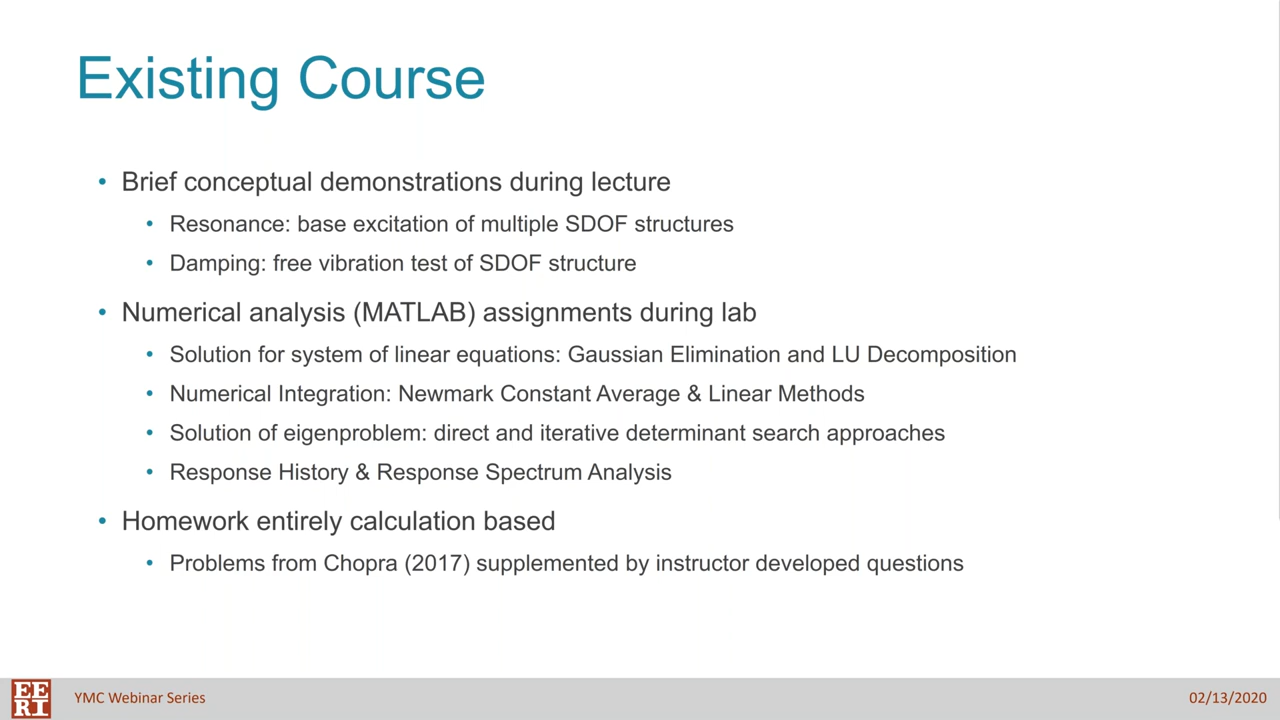 Existing Course
• Brief conceptual demonstrations during lecture
• Resonance: base excitation of multiple SDOF structures
• Damping: free vibration test of SDOF structure
• Numerical analysis (MATLAB) assignments during lab
• Solution for system of linear equations: Gaussian Elimination and LU Decomposition
• Numerical Integration: Newmark Constant Average & Linear Methods
• Solution of eigenproblem: direct and iterative determinant search approaches
• Response History & Response Spectrum Analysis
• Homework entirely calculation based
• Problems from Chopra (2017) supplemented by instructor developed questions
EE
RI
YMC Webinar Series
02/13/2020